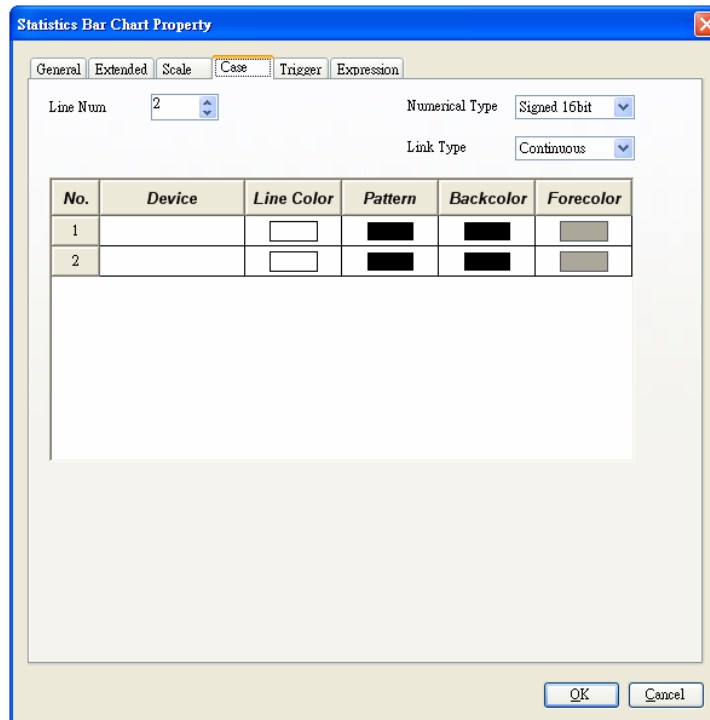 Statistics Bar Chart Property
General Extended Scale Case Trigger Expression
Line Num 2 Numerical Type Signed 16bit
Link Type Continuous
No. Device Line Color Pattern Backcolor Forecolor
1
2
OK Cancel